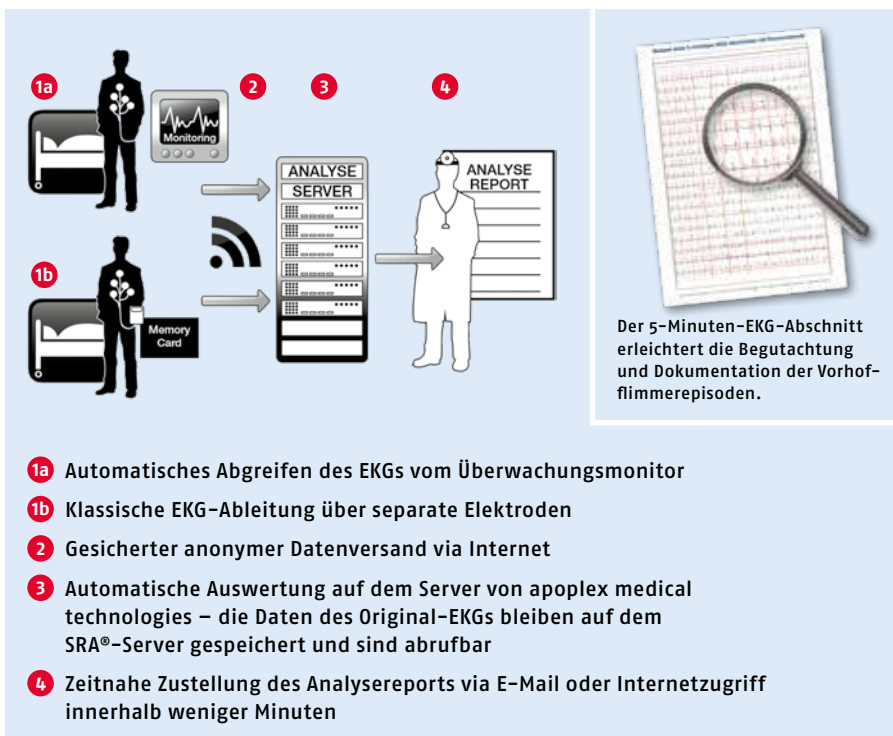 1a
2
3
4
Monitoring
ANALYSE
SERVER
ANALYSE
REPORT
1b
Memory
Card
Der 5-Minuten-EKG-Abschnitt
erleichtert die Begutachtung
und Dokumentation der Vorhof-
flimmerepisoden.
1a Automatisches Abgreifen des EKGs vom Überwachungsmonitor
1b Klassische EKG-Ableitung über separate Elektroden
2 Gesicherter anonymer Datenversand via Internet
3 Automatische Auswertung auf dem Server von apoplex medical
technologies – die Daten des Original-EKGs bleiben auf dem
SRA®-Server gespeichert und sind abrufbar
4 Zeitnahe Zustellung des Analysereports via E-Mail oder Internetzugriff
innerhalb weniger Minuten